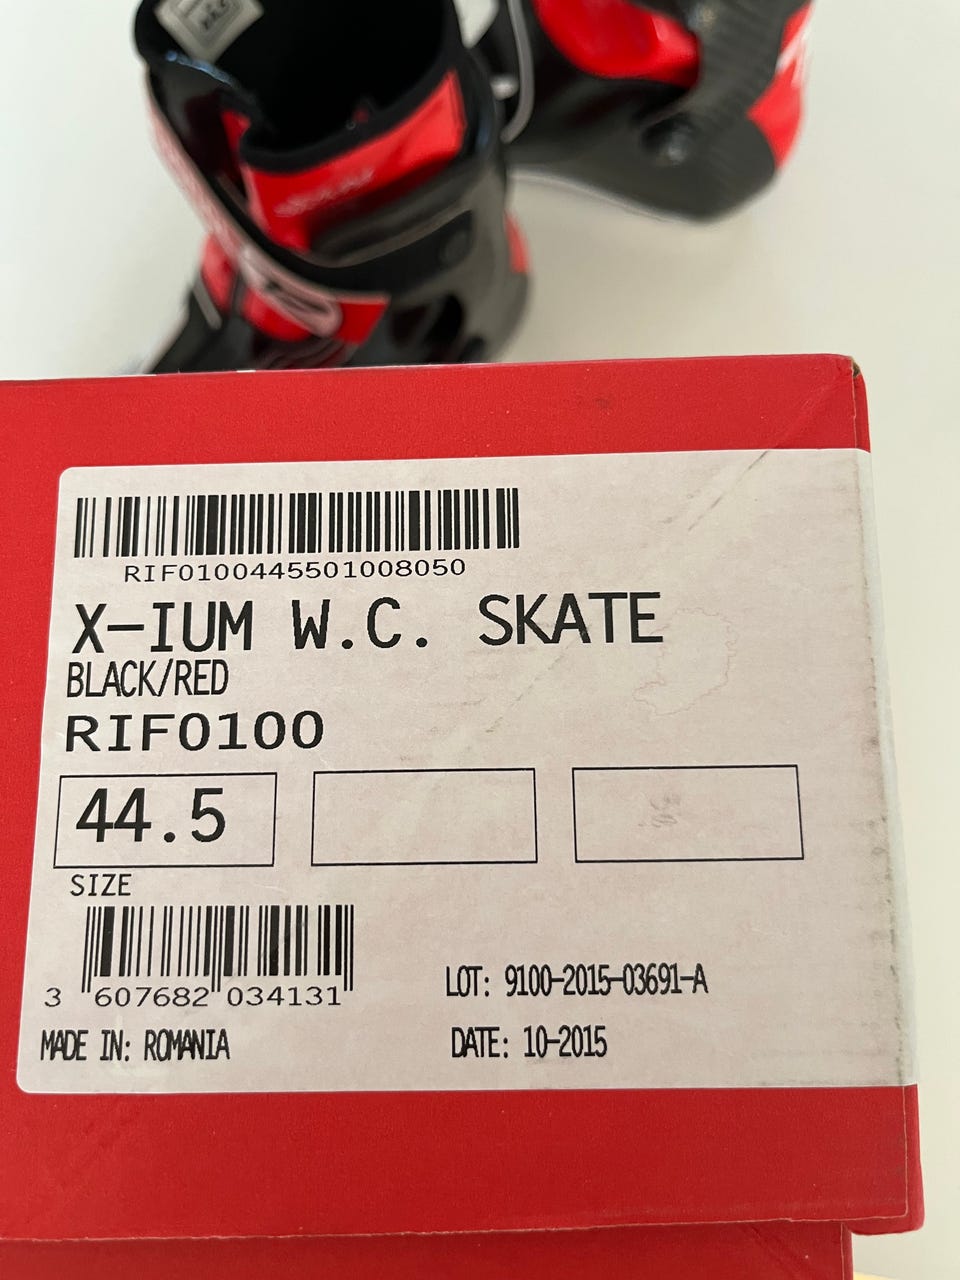 RIF0100445501008050
X-IUM W.C. SKATE
BLACK/RED
RIF0100
44.5
SIZE
3 607682 034131
LOT: 9100-2015-03691-A
MADE IN: ROMANIA
DATE: 10-2015